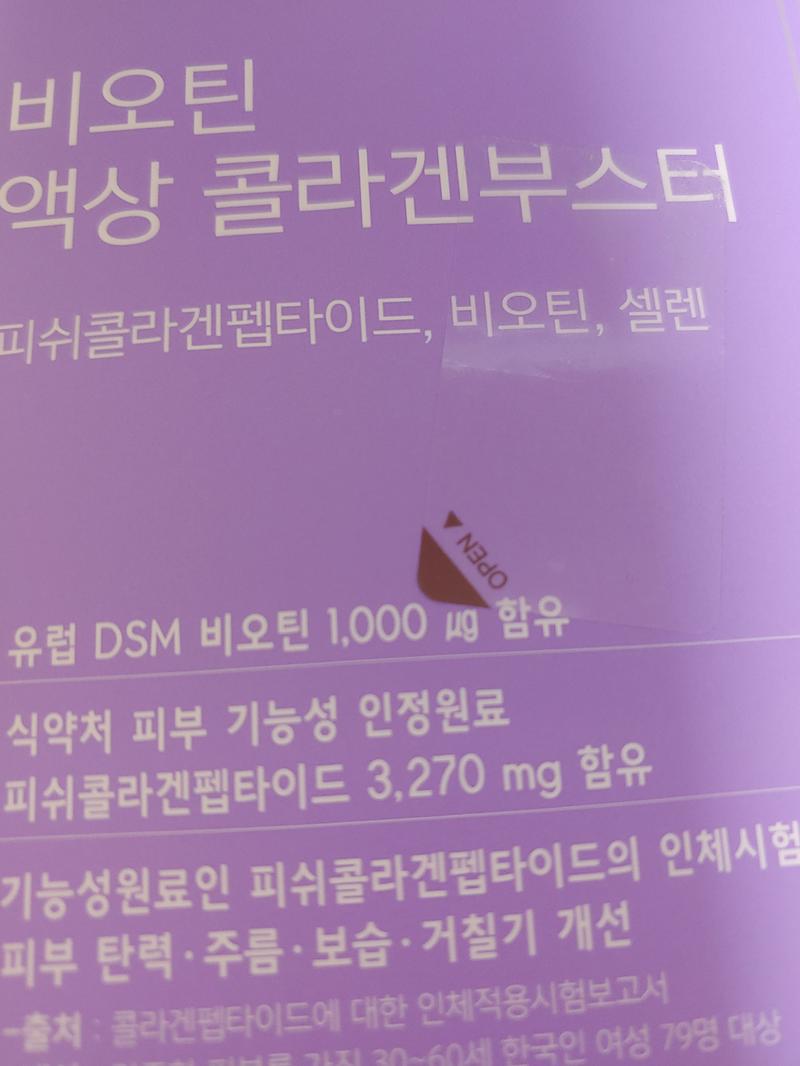 비오틴
액상 콜라겐부스터
피쉬콜라겐펩타이드, 비오틴, 셀렌
OPEN
유럽 DSM 비오틴 1,000 ㎍ 함유
식약처 피부 기능성 인정원료
피쉬콜라겐펩타이드 3,270 mg 함유
기능성원료인 피쉬콜라겐펩타이드의 인체시험
피부 탄력·주름·보습·거칠기 개선
-출처 : 콜라겐펩타이드에 대한 인체적용시험보고서
피부를 가진 30~60세 한국인 여성 79명 대상